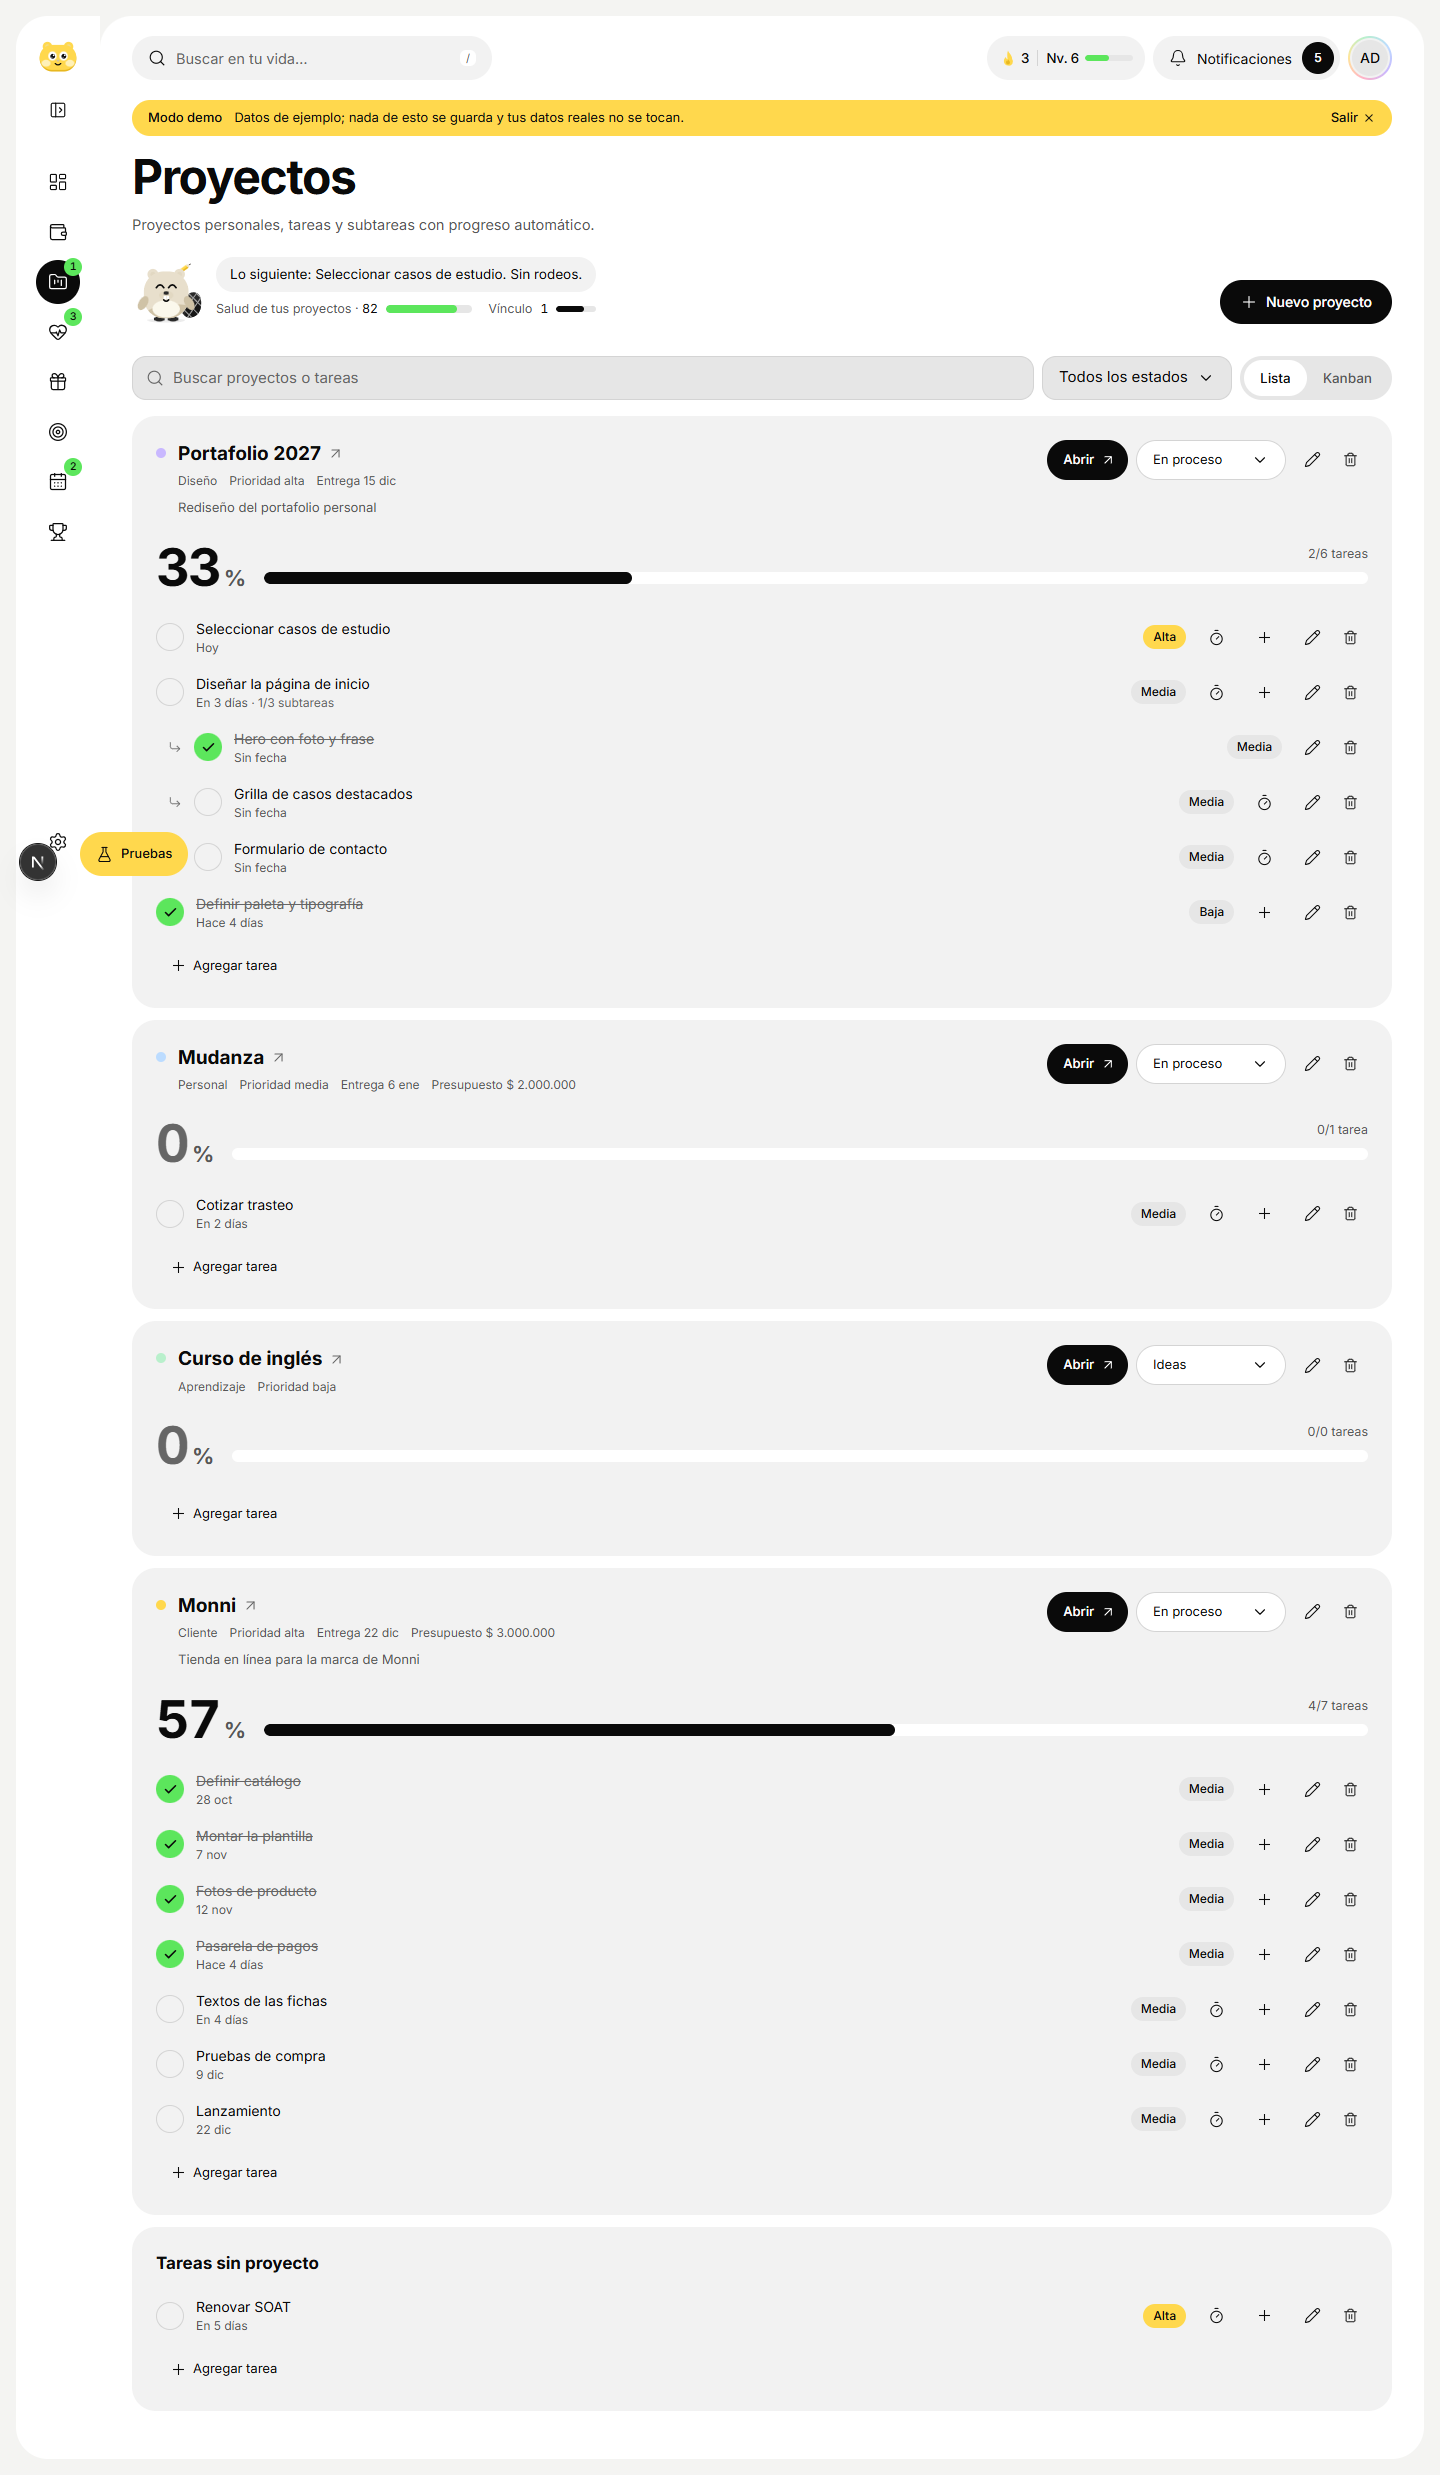 Buscar en tu vida...
/
3
Nv. 6
Notificaciones
5
AD
Modo demo Datos de ejemplo; nada de esto se guarda y tus datos reales no se tocan.
Salir
Proyectos
Proyectos personales, tareas y subtareas con progreso automático.
Lo siguiente: Seleccionar casos de estudio. Sin rodeos.
Salud de tus proyectos · 82
Vínculo 1
Nuevo proyecto
1
3
2
Buscar proyectos o tareas
Todos los estados
Lista
Kanban
Portafolio 2027
Abrir
En proceso
Diseño Prioridad alta Entrega 15 dic
Rediseño del portafolio personal
33 %
2/6 tareas
Seleccionar casos de estudio
Hoy
Alta
Diseñar la página de inicio
En 3 días · 1/3 subtareas
Media
Hero con foto y frase
Sin fecha
Media
Grilla de casos destacados
Sin fecha
Media
N
Pruebas
Formulario de contacto
Sin fecha
Media
Definir paleta y tipografía
Hace 4 días
Baja
Agregar tarea
Mudanza
Abrir
En proceso
Personal Prioridad media Entrega 6 ene Presupuesto $ 2.000.000
0 %
0/1 tarea
Cotizar trasteo
En 2 días
Media
Agregar tarea
Curso de inglés
Abrir
Ideas
Aprendizaje Prioridad baja
0 %
0/0 tareas
Agregar tarea
Monni
Abrir
En proceso
Cliente Prioridad alta Entrega 22 dic Presupuesto $ 3.000.000
Tienda en línea para la marca de Monni
57 %
4/7 tareas
Definir catálogo
28 oct
Media
Montar la plantilla
7 nov
Media
Fotos de producto
12 nov
Media
Pasarela de pagos
Hace 4 días
Media
Textos de las fichas
En 4 días
Media
Pruebas de compra
9 dic
Media
Lanzamiento
22 dic
Media
Agregar tarea
Tareas sin proyecto
Renovar SOAT
En 5 días
Alta
Agregar tarea